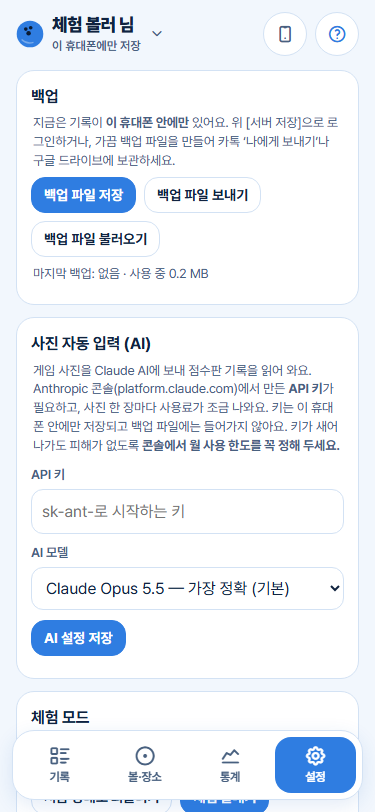 체험 볼러 님
이 휴대폰에만 저장
백업
지금은 기록이 이 휴대폰 안에만 있어요. 위 [서버 저장]으로 로
그인하거나, 가끔 백업 파일을 만들어 카톡 '나에게 보내기'나
구글 드라이브에 보관하세요.
백업 파일 저장
백업 파일 보내기
백업 파일 불러오기
마지막 백업: 없음 · 사용 중 0.2 MB
사진 자동 입력 (AI)
게임 사진을 Claude AI에 보내 점수판 기록을 읽어 와요.
Anthropic 콘솔(platform.claude.com)에서 만든 API 키가
필요하고, 사진 한 장마다 사용료가 조금 나와요. 키는 이 휴대
폰 안에만 저장되고 백업 파일에는 들어가지 않아요. 키가 새어
나가도 피해가 없도록 콘솔에서 월 사용 한도를 꼭 정해 두세요.
API 키
sk-ant-로 시작하는 키
AI 모델
Claude Opus 5.5 — 가장 정확 (기본)
AI 설정 저장
체험 모드
기록
볼·장소
통계
설정